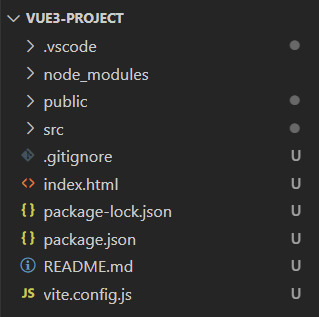 VUE3-PROJECT
.vscode
node_modules
public
src
.gitignore U
index.html U
package-lock.json U
package.json U
README.md U
JS vite.config.js U